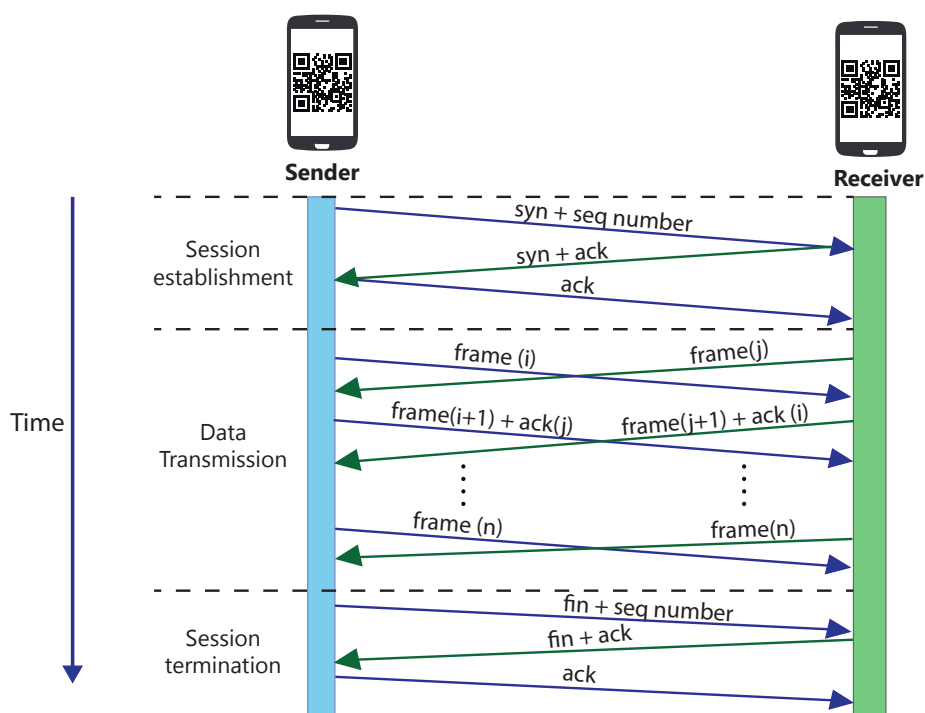 Sender
Receiver
syn + seq number
Session
establishment
syn + ack
ack
frame (i)
frame(j)
Time
frame(i+1) + ack(j)
frame(j+1) + ack (i)
Data
Transmission
frame (n)
frame(n)
fin + seq number
Session
termination
fin + ack
ack